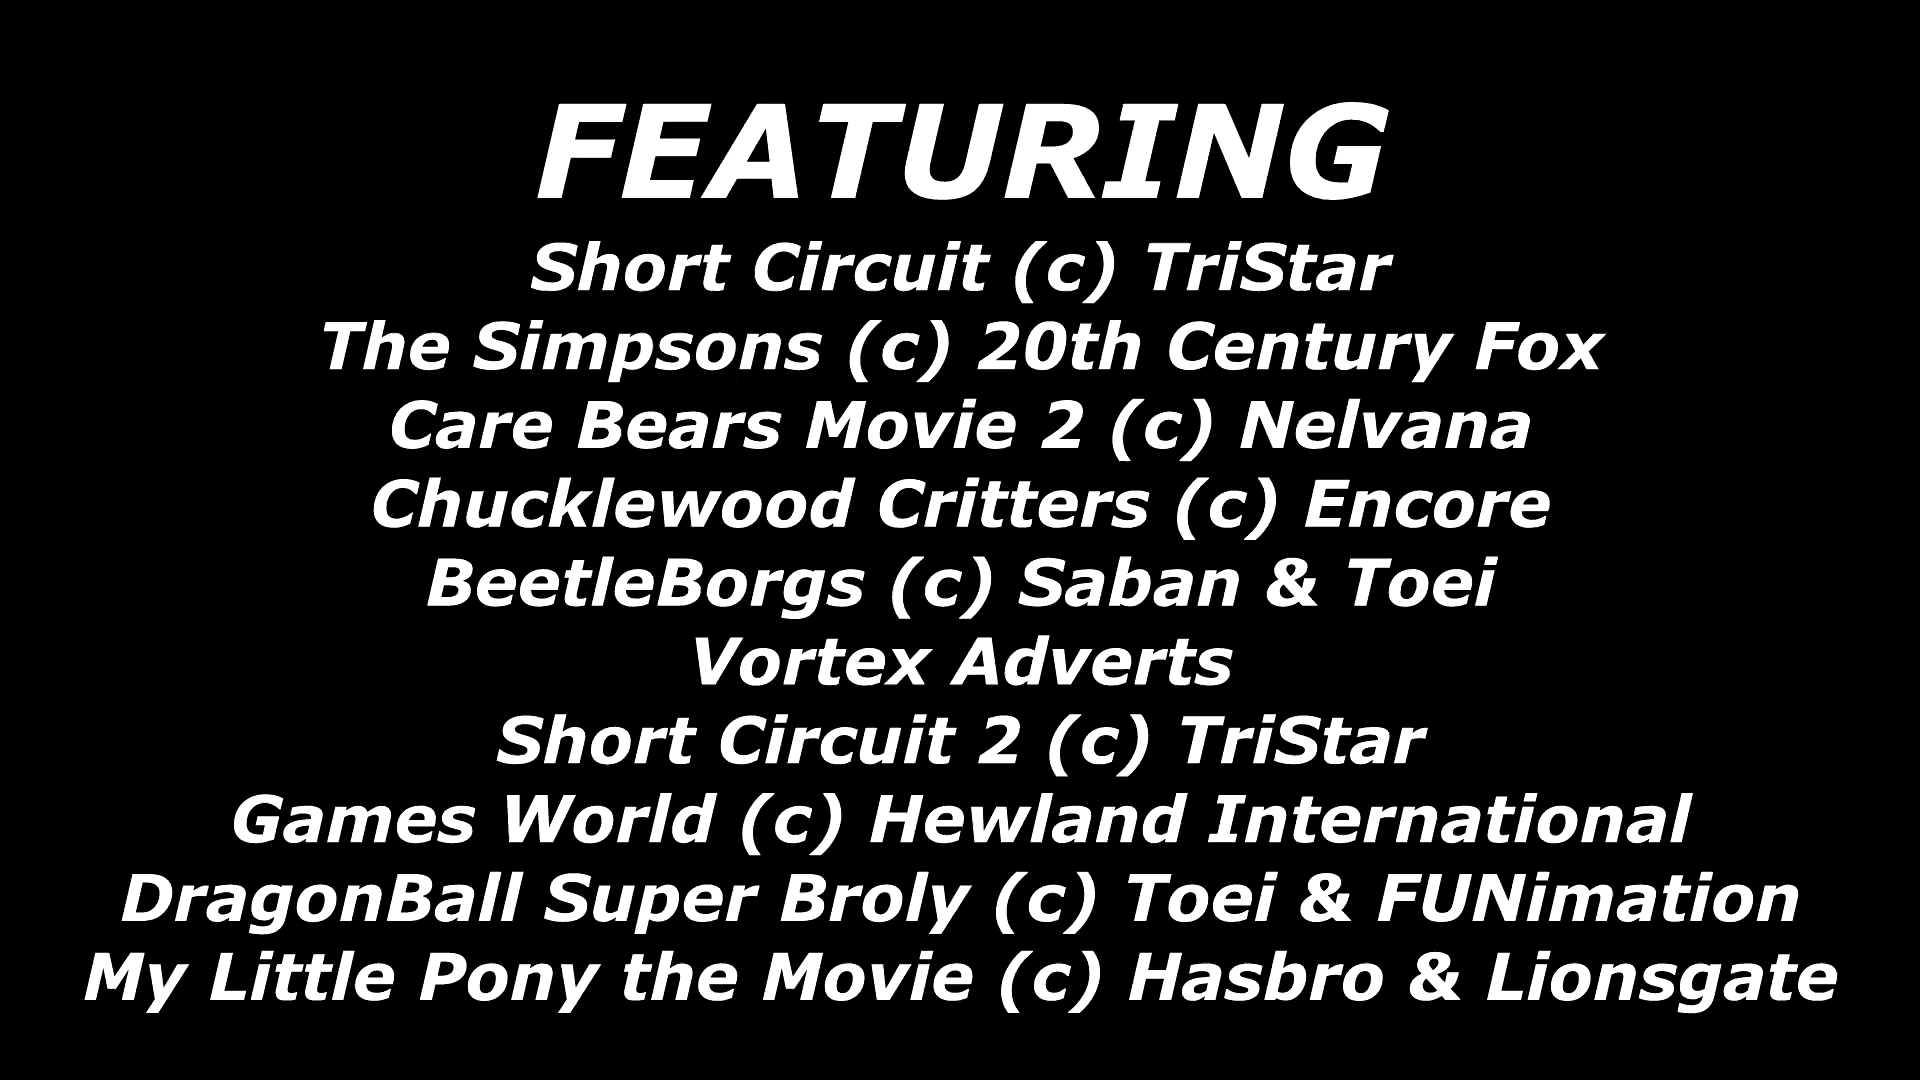 FEATURING
Short Circuit (c) TriStar
The Simpsons (c) 20th Century Fox
Care Bears Movie 2 (c) Nelvana
Chucklewood Critters (c) Encore
BeetleBorgs (c) Saban & Toei
Vortex Adverts
Short Circuit 2 (c) TriStar
Games World (c) Hewland International
DragonBall Super Broly (c) Toei & FUNimation
My Little Pony the Movie (c) Hasbro & Lionsgate